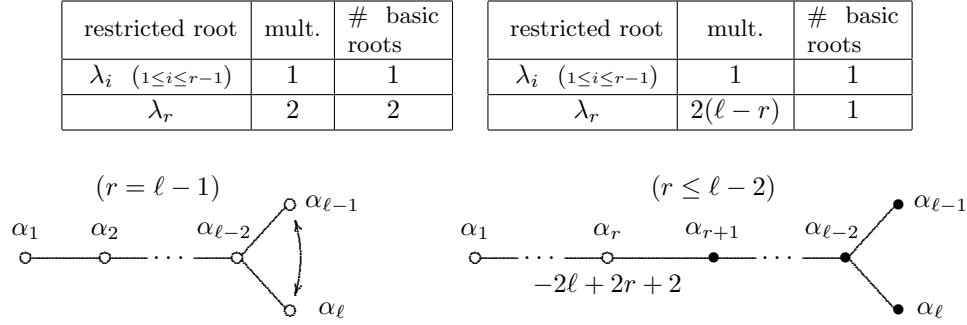 restricted root mult. # basic roots
λ_i (1≤i≤r−1) 1 1
λ_r 2 2
restricted root mult. # basic roots
λ_i (1≤i≤r−1) 1 1
λ_r 2(ℓ − r) 1
(r = ℓ − 1)
α_1 α_2 ··· α_{ℓ−2} α_{ℓ−1}
α_ℓ
(r ≤ ℓ − 2)
α_1 ··· α_r α_{r+1} ··· α_{ℓ−2} α_{ℓ−1}
−2ℓ + 2r + 2
α_ℓ